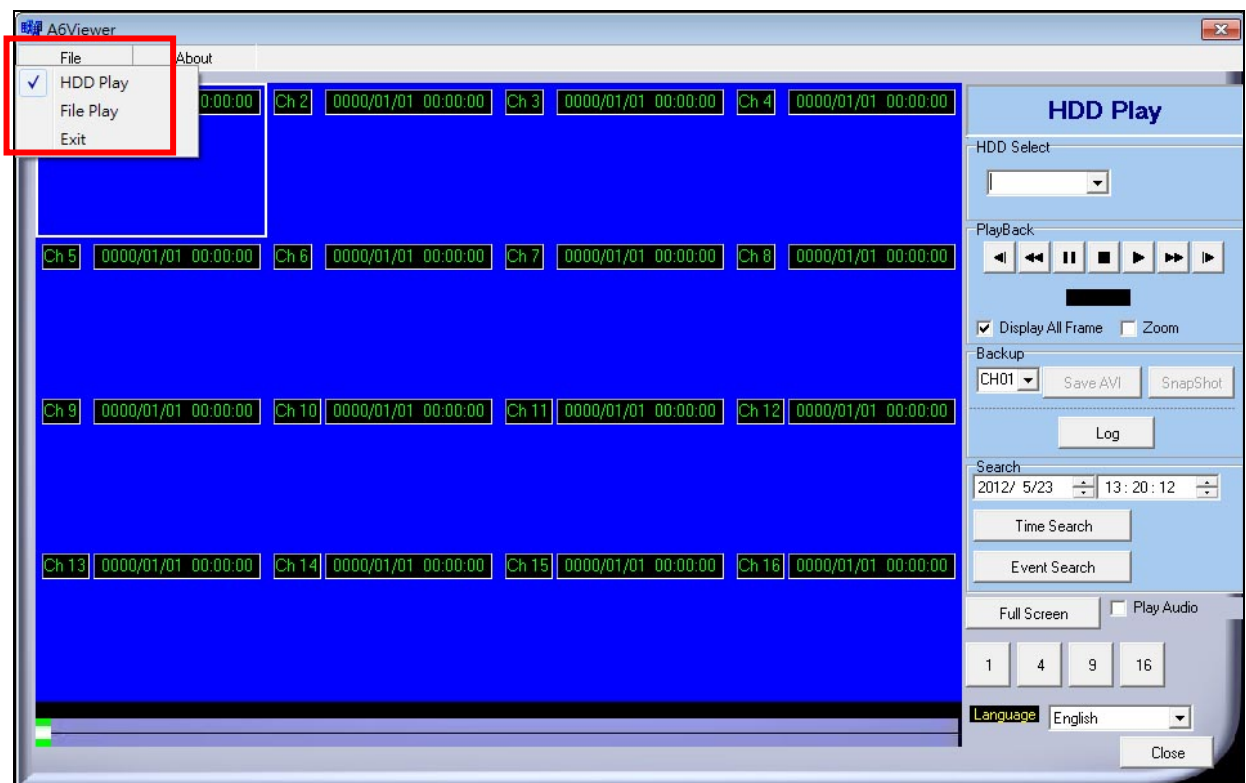 A6Viewer
File About
HDD Play
File Play
Exit
0:00:00
Ch 2 0000/01/01 00:00:00
Ch 3 0000/01/01 00:00:00
Ch 4 0000/01/01 00:00:00
Ch 5 0000/01/01 00:00:00
Ch 6 0000/01/01 00:00:00
Ch 7 0000/01/01 00:00:00
Ch 8 0000/01/01 00:00:00
Ch 9 0000/01/01 00:00:00
Ch 10 0000/01/01 00:00:00
Ch 11 0000/01/01 00:00:00
Ch 12 0000/01/01 00:00:00
Ch 13 0000/01/01 00:00:00
Ch 14 0000/01/01 00:00:00
Ch 15 0000/01/01 00:00:00
Ch 16 0000/01/01 00:00:00
HDD Play
HDD Select
PlayBack
Display All Frame Zoom
Backup
CH01 Save AVI SnapShot
Log
Search
2012/ 5/23 13:20:12
Time Search
Event Search
Full Screen Play Audio
1 4 9 16
Language English
Close